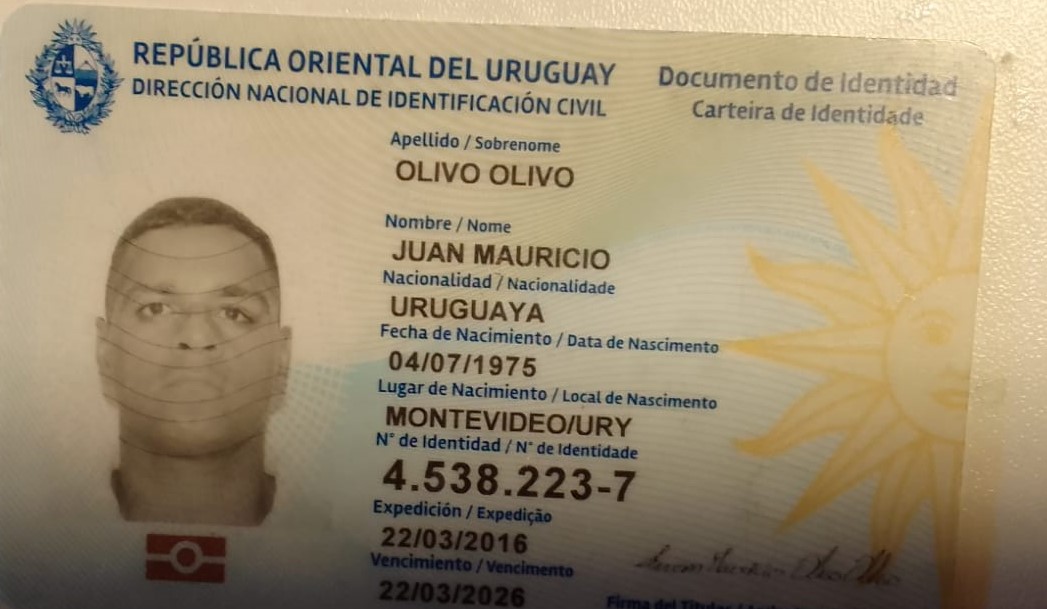 REPÚBLICA ORIENTAL DEL URUGUAY
DIRECCIÓN NACIONAL DE IDENTIFICACIÓN CIVIL
Documento de Identidad
Carteira de Identidade
Apellido / Sobrenome
OLIVO OLIVO
Nombre / Nome
JUAN MAURICIO
Nacionalidad / Nacionalidade
URUGUAYA
Fecha de Nacimiento / Data de Nascimento
04/07/1975
Lugar de Nacimiento / Local de Nascimento
MONTEVIDEO/URY
N° de Identidad / N° de Identidade
4.538.223-7
Expedición / Expedição
22/03/2016
Vencimiento / Vencimento
22/03/2026
Firma del Titular /